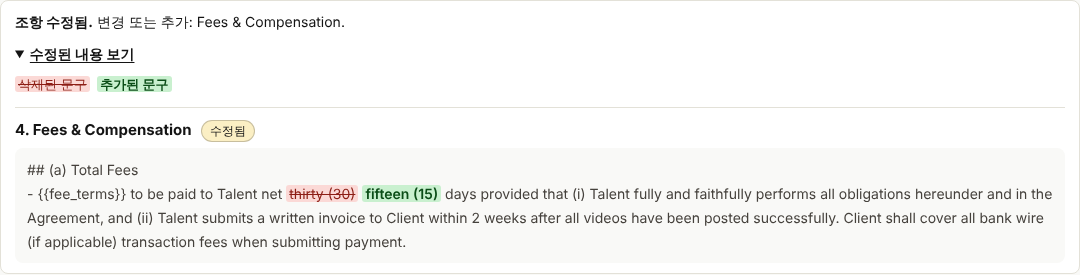 조항 수정됨. 변경 또는 추가: Fees & Compensation.
▼ 수정된 내용 보기
삭제된 문구 추가된 문구
4. Fees & Compensation 수정됨
## (a) Total Fees
- {{fee_terms}} to be paid to Talent net thirty (30) fifteen (15) days provided that (i) Talent fully and faithfully performs all obligations hereunder and in the
Agreement, and (ii) Talent submits a written invoice to Client within 2 weeks after all videos have been posted successfully. Client shall cover all bank wire
(if applicable) transaction fees when submitting payment.